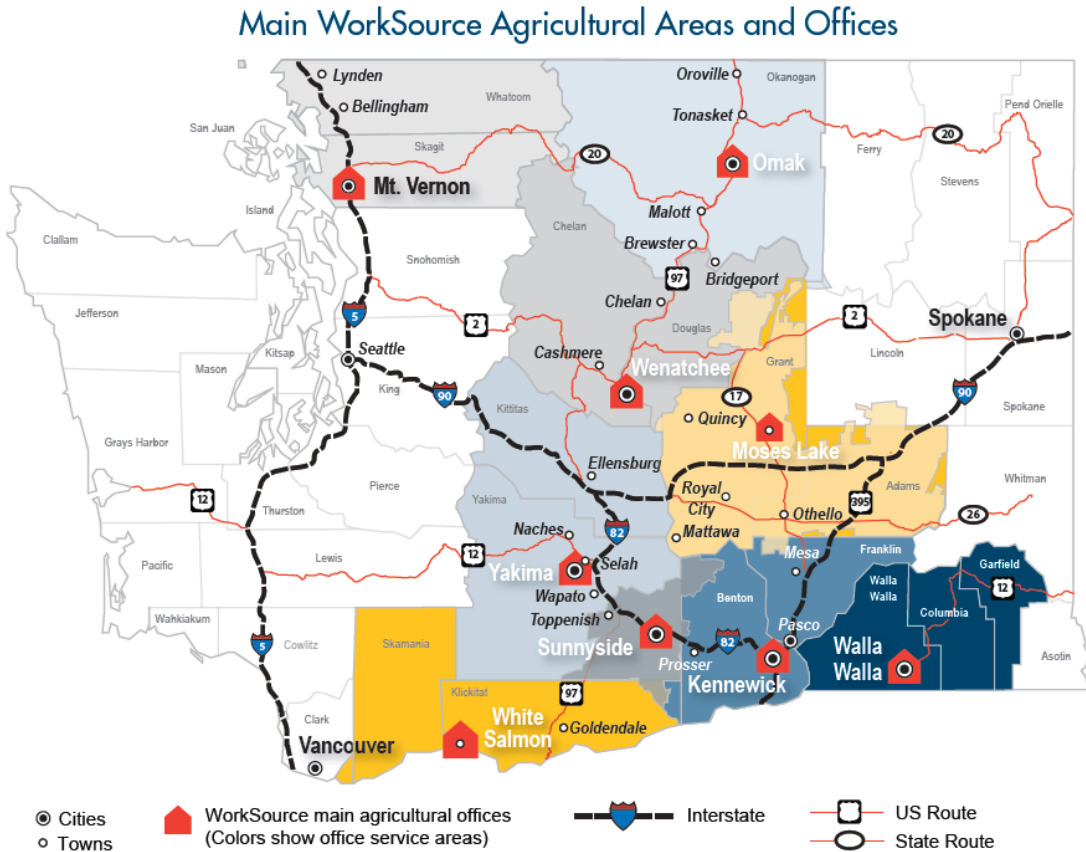 Main WorkSource Agricultural Areas and Offices
Lynden
Oroville
Okanogan
Whatcom
Bellingham
Pend Orielle
Tonasket
San Juan
Skagit
20
20
Ferry
Omak
Stevens
Mt. Vernon
Island
Malott
Chelan
Clallam
Brewster
Snohomish
Bridgeport
97
Chelan
Jefferson
5
2
2
Spokane
Douglas
Kitsap
Seattle
Cashmere
Grant
Lincoln
Mason
Wenatchee
King
90
90
17
Kittitas
Quincy
Spokane
Grays Harbor
Moses Lake
Ellensburg
Pierce
Yakima
Royal
City
Adams
Whitman
12
395
Thurston
Othello
26
82
Naches
Mattawa
12
Lewis
Mesa
Franklin
Selah
Garfield
Pacific
Yakima
Walla
Walla
12
Wapato
Benton
Columbia
Wahkiakum
Toppenish
Pasco
Skamania
Sunnyside
82
Walla
Walla
5
Cowlitz
Prosser
Asotin
Kennewick
Klickitat
97
White
Salmon
Clark
Goldendale
Vancouver
Cities
WorkSource main agricultural offices
(Colors show office service areas)
Interstate
US Route
Towns
State Route